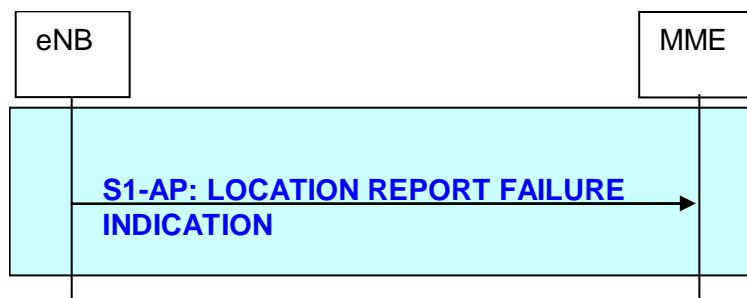 eNB
MME
S1-AP: LOCATION REPORT FAILURE
INDICATION